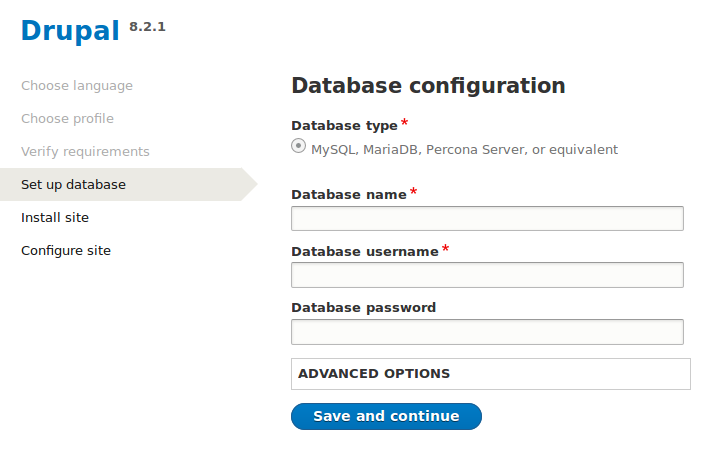 Drupal 8.2.1
Choose language
Choose profile
Verify requirements
Set up database
Install site
Configure site
Database configuration
Database type*
MySQL, MariaDB, Percona Server, or equivalent
Database name*
Database username*
Database password
ADVANCED OPTIONS
Save and continue